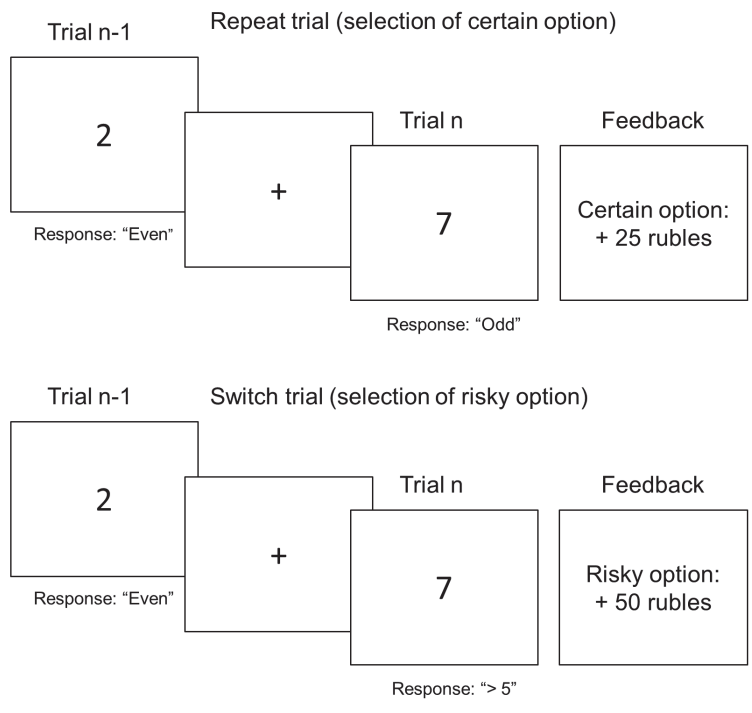 Trial n-1
Repeat trial (selection of certain option)
2
Response: “Even”
+
Trial n
7
Response: “Odd”
Feedback
Certain option:
+ 25 rubles
Trial n-1
Switch trial (selection of risky option)
2
Response: “Even”
+
Trial n
7
Response: “> 5”
Feedback
Risky option:
+ 50 rubles